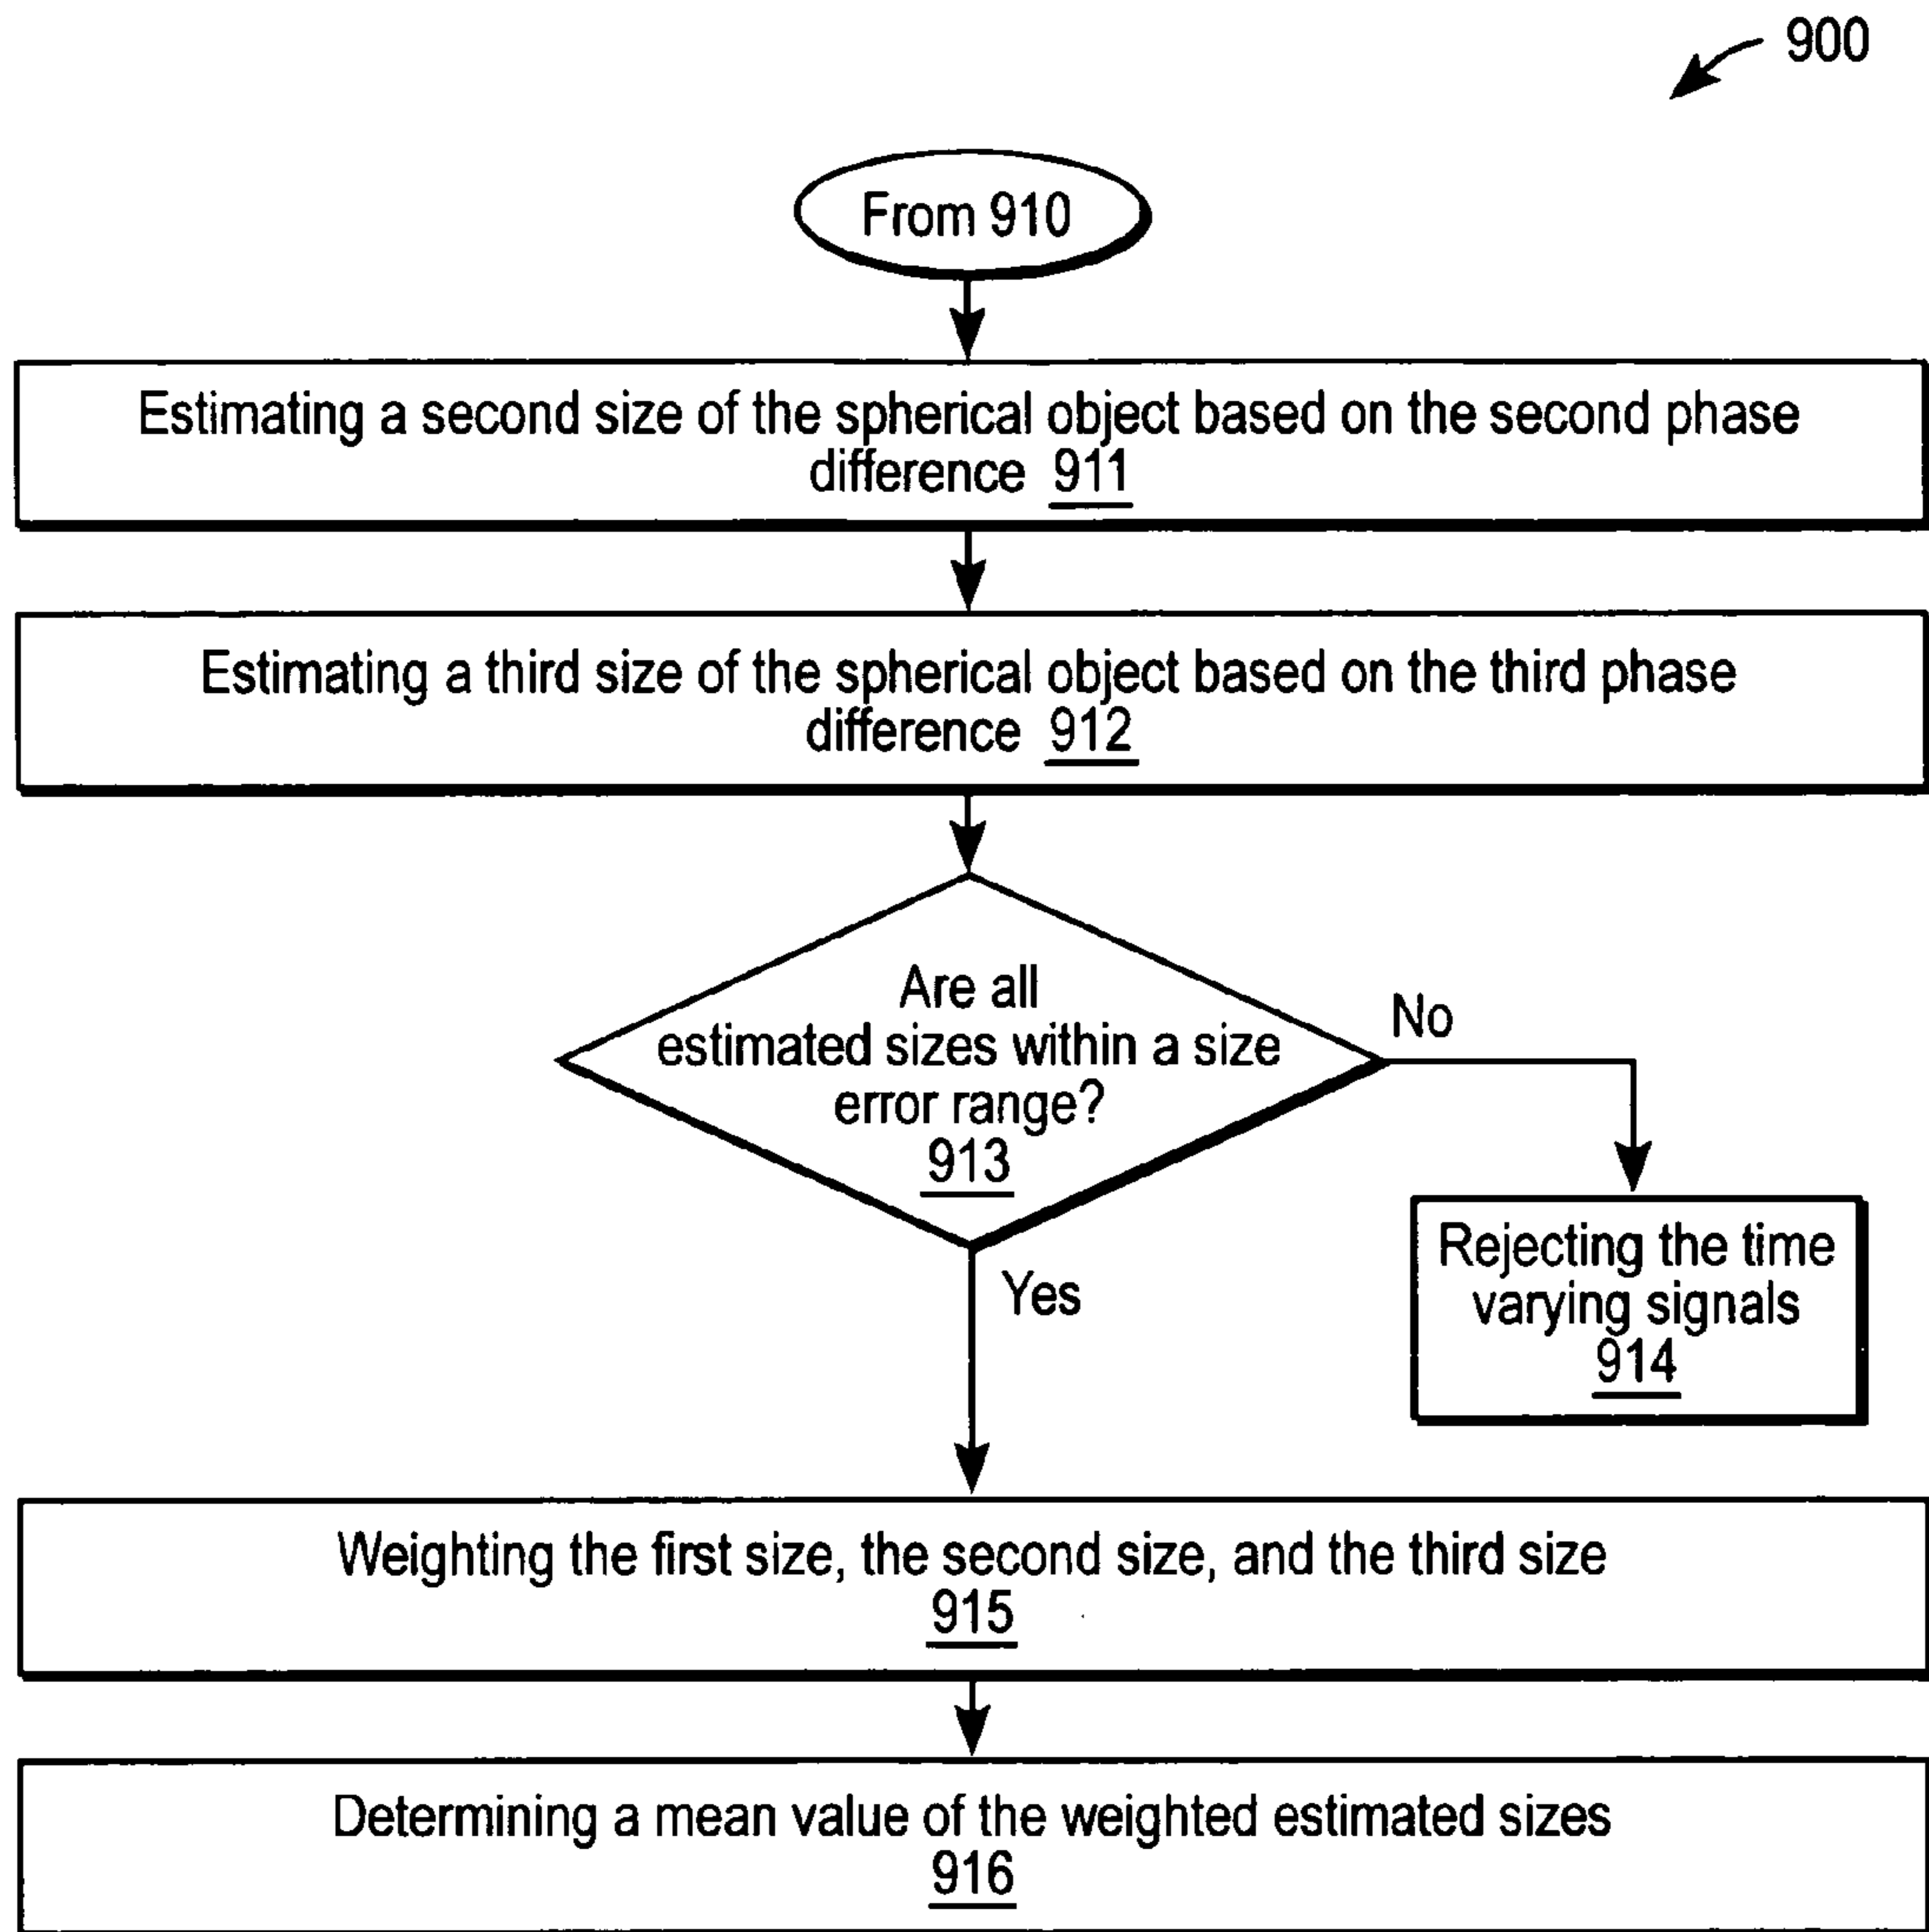 900
From 910
Estimating a second size of the spherical object based on the second phase
difference 911
Estimating a third size of the spherical object based on the third phase
difference 912
Are all
estimated sizes within a size
error range?
913
No
Yes
Rejecting the time
varying signals
914
Weighting the first size, the second size, and the third size
915
Determining a mean value of the weighted estimated sizes
916